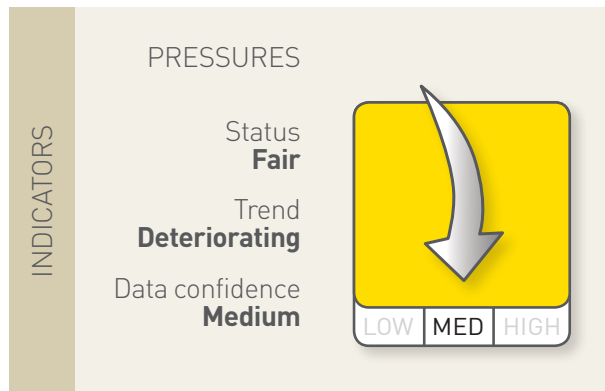 INDICATORS
PRESSURES
Status
Fair
Trend
Deteriorating
Data confidence
Medium
LOW MED HIGH